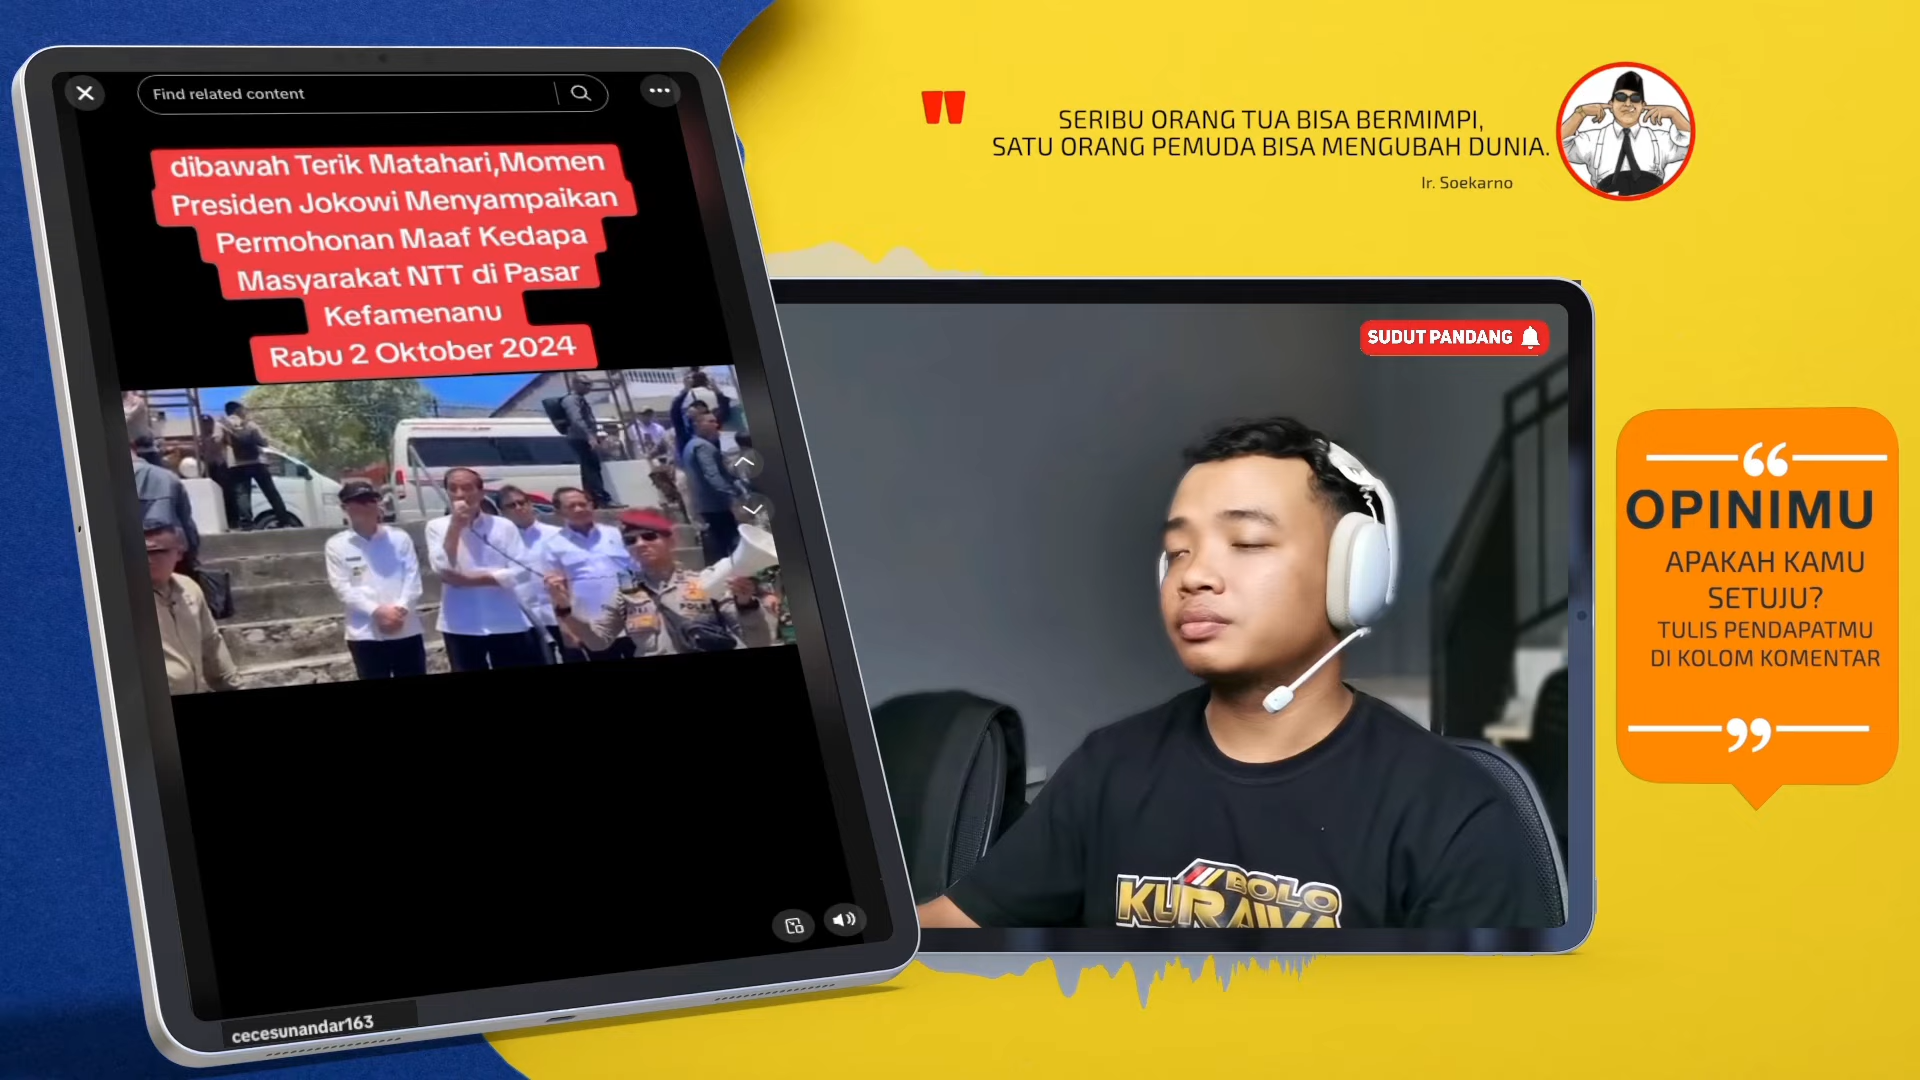 Find related content
dibawah Terik Matahari,Momen
Presiden Jokowi Menyampaikan
Permohonan Maaf Kedapa
Masyarakat NTT di Pasar
Kefamenanu
Rabu 2 Oktober 2024
POLISI
cecesunandar163
SERIBU ORANG TUA BISA BERMIMPI,
SATU ORANG PEMUDA BISA MENGUBAH DUNIA.
Ir. Soekarno
SUDUT PANDANG
BOLO
KURAWA
OPINIMU
APAKAH KAMU
SETUJU?
TULIS PENDAPATMU
DI KOLOM KOMENTAR